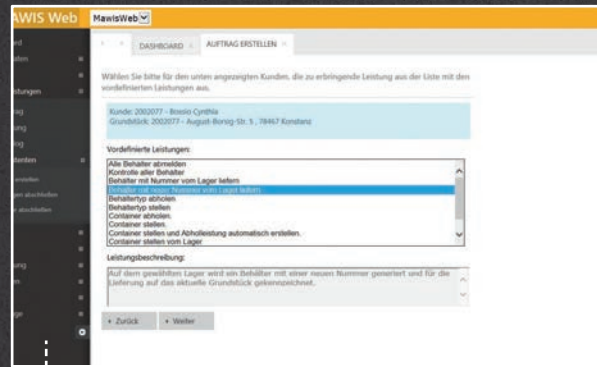 AWIS Web
MawisWeb
DASHBOARD
AUFTRAG ERSTELLEN
Wählen Sie bitte für den unten angezeigten Kunden, die zu erbringende Leistung aus der Liste mit den
vordefinierten Leistungen aus.
Kunde: 2002077 - Cynthia
Grundstück: 2002077 - August-Borsig-Str. 5 , 78467 Konstanz
Vordefinierte Leistungen:
Alle Behälter abmelden
Kontrolle aller Behälter
Behälter mit Nummer vom Lager liefern
Behälter mit neuer Nummer vom Lager liefern
Behältertyp abholen
Behältertyp stellen
Container abholen.
Container stellen.
Container stellen und Abholleistung automatisch erstellen.
Container stellen vom Lager
Leistungsbeschreibung:
Auf dem gewählten Lager wird ein Behälter mit einer neuen Nummer generiert und für die
Lieferung auf das aktuelle Grundstück gekennzeichnet.
Zurück
Weiter